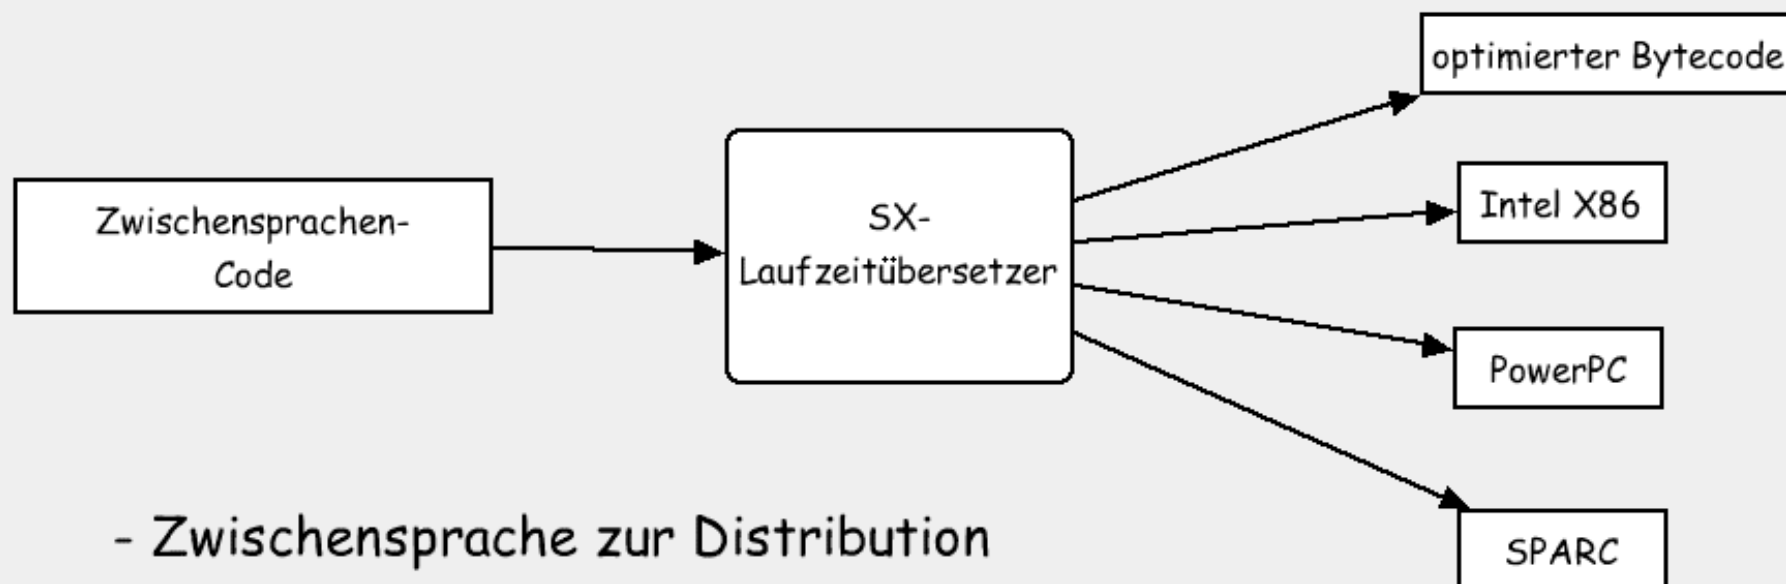 optimierter Bytecode
Zwischensprachen-
Code
SX-
Laufzeitübersetzer
Intel X86
PowerPC
- Zwischensprache zur Distribution
SPARC